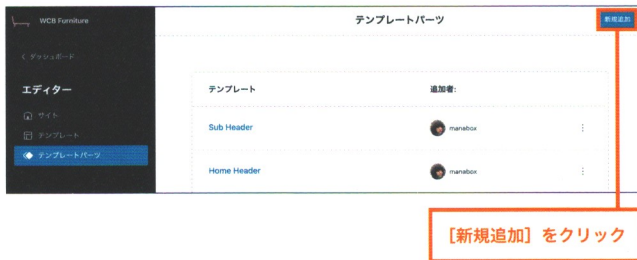 WCB Furniture
テンプレートパーツ
新規追加
< ダッシュボード
エディター
サイト
テンプレート
テンプレートパーツ
テンプレート
追加者:
Sub Header
manabox
Home Header
manabox
[新規追加] をクリック